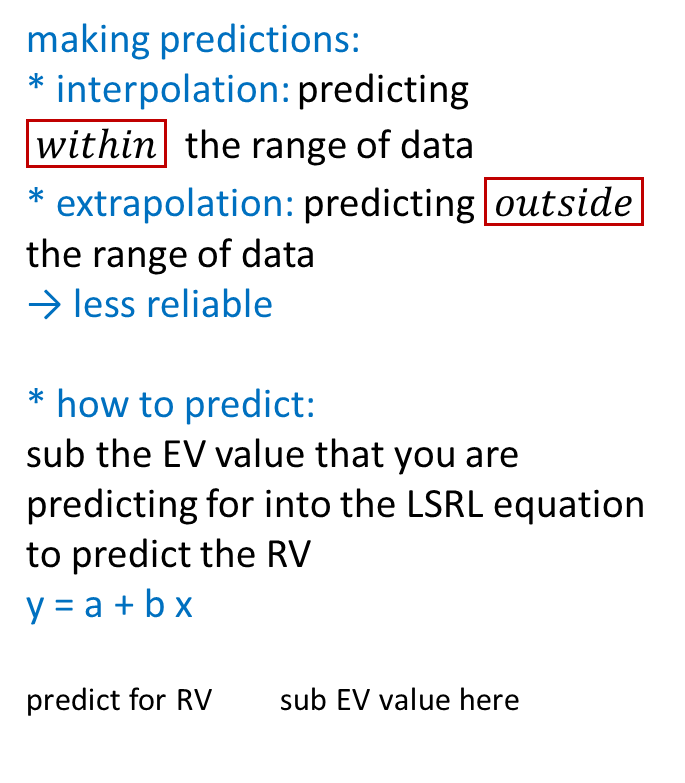 making predictions:
* interpolation: predicting
within the range of data
* extrapolation: predicting outside
the range of data
→ less reliable
* how to predict:
sub the EV value that you are
predicting for into the LSRL equation
to predict the RV
y = a + b x
predict for RV sub EV value here